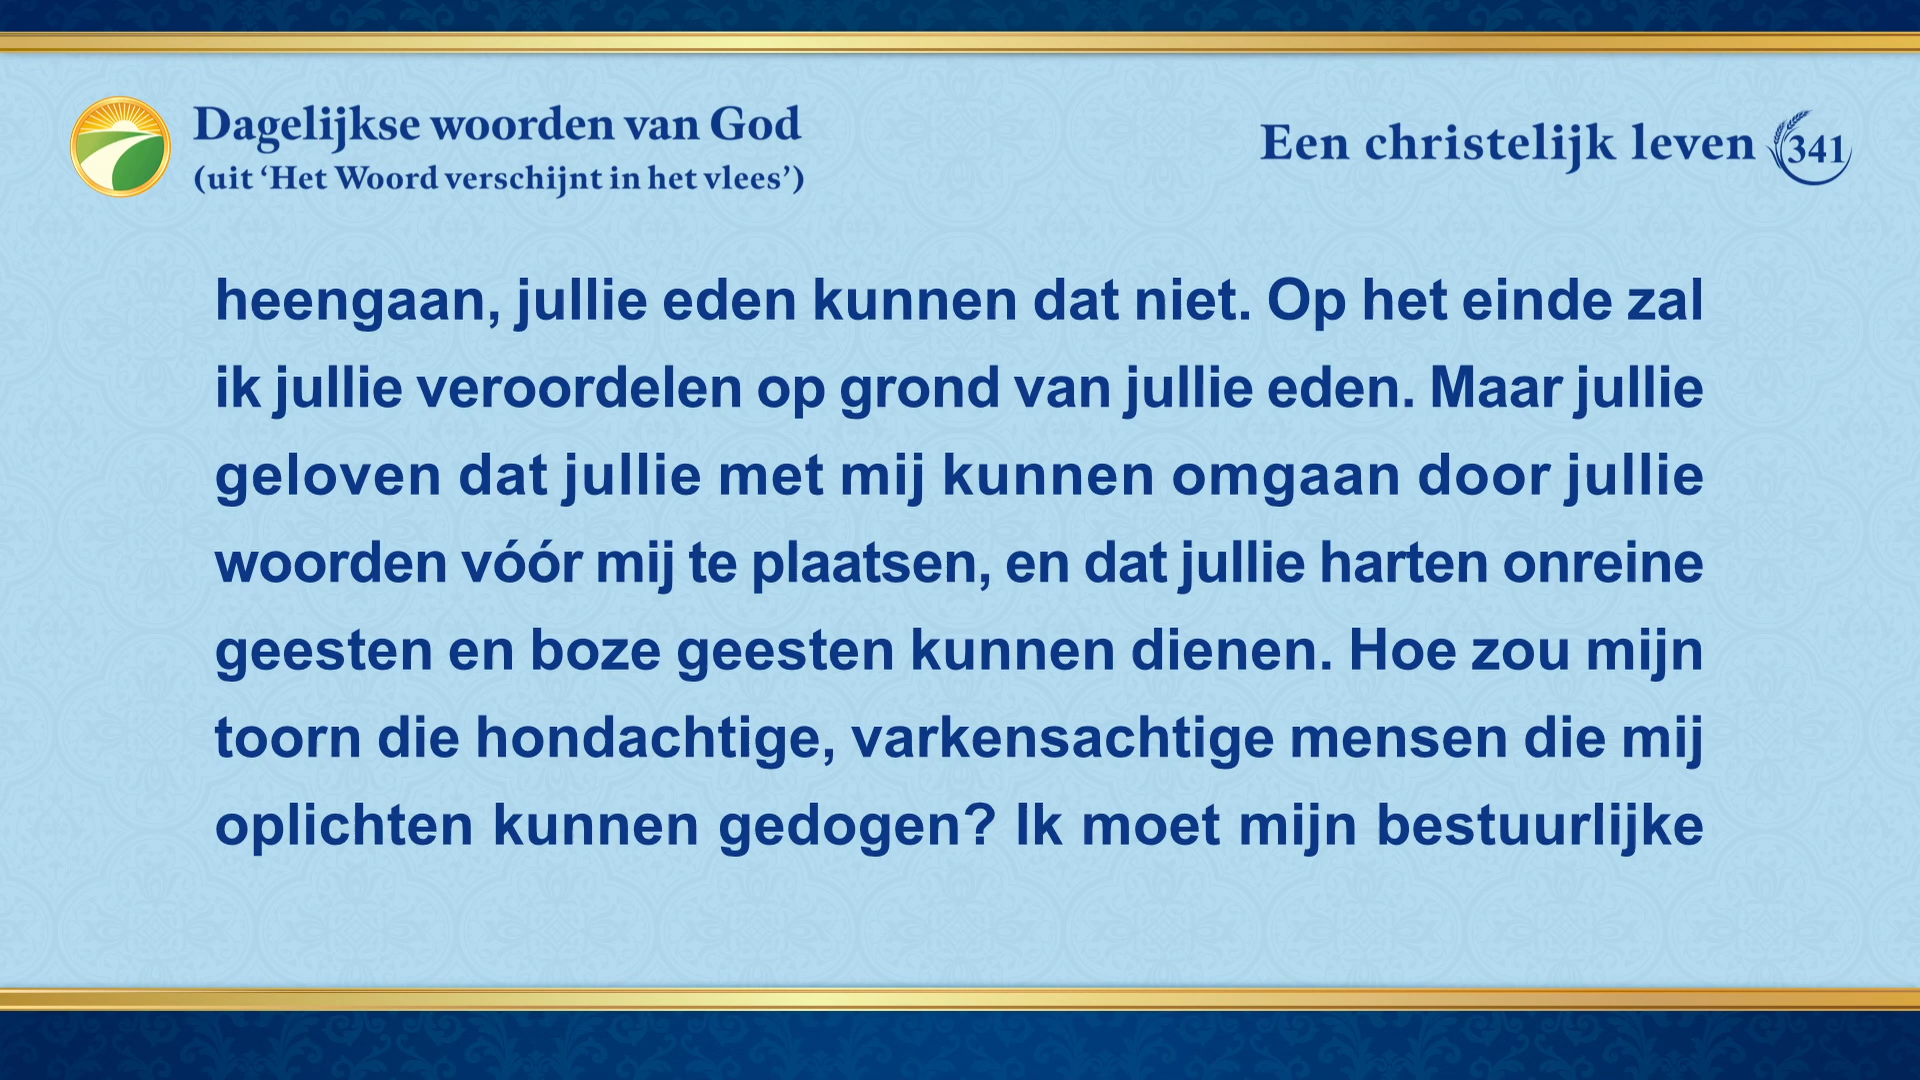 Dagelijkse woorden van God
(uit ‘Het Woord verschijnt in het vlees’)
Een christelijk leven 341
heengaan, jullie eden kunnen dat niet. Op het einde zal
ik jullie veroordelen op grond van jullie eden. Maar jullie
geloven dat jullie met mij kunnen omgaan door jullie
woorden vóór mij te plaatsen, en dat jullie harten onreine
geesten en boze geesten kunnen dienen. Hoe zou mijn
toorn die hondachtige, varkensachtige mensen die mij
oplichten kunnen gedogen? Ik moet mijn bestuurlijke